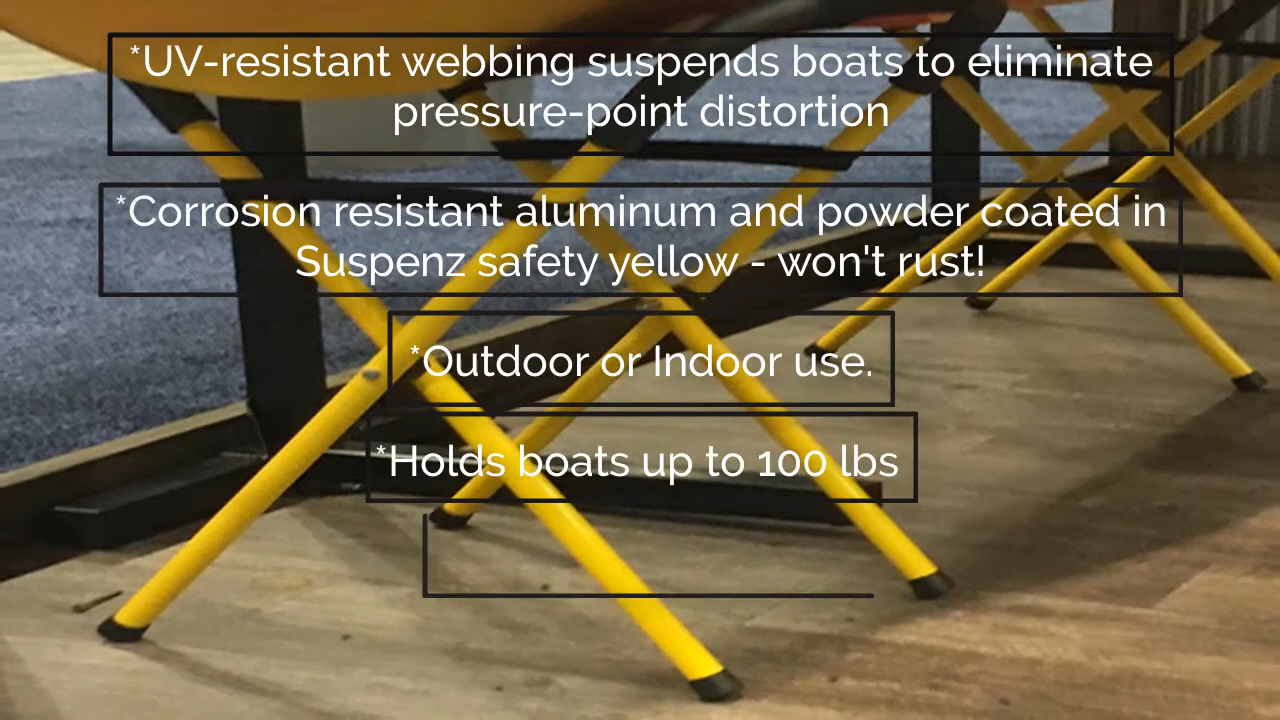 *UV-resistant webbing suspends boats to eliminate
pressure-point distortion
*Corrosion resistant aluminum and powder coated in
Suspenz safety yellow - won't rust!
*Outdoor or Indoor use.
*Holds boats up to 100 lbs